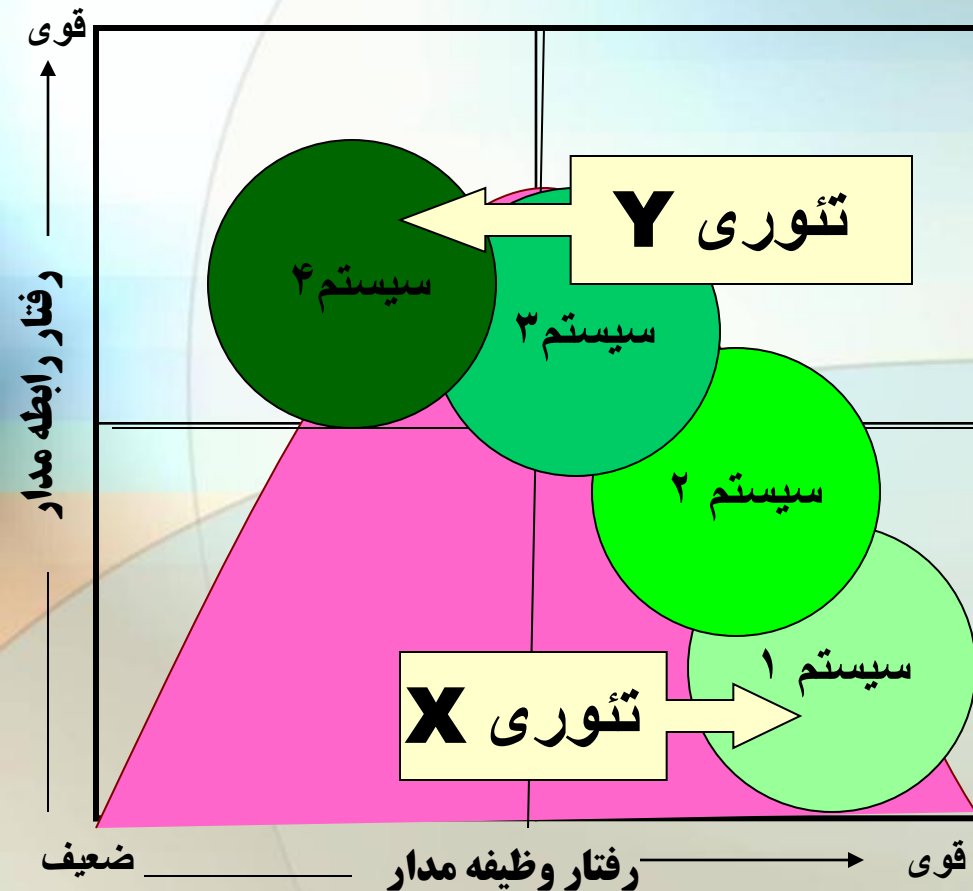 قوی
تئوری Y
سیستم۴
سیستم۳
رفتار رابطه مدار
سیستم ۲
سیستم ۱
تئوری X
ضعیف
رفتار وظیفه مدار
قوی